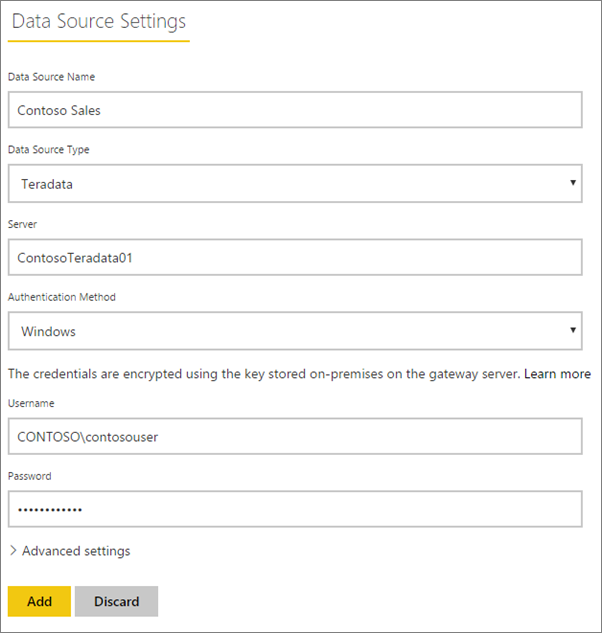 Data Source Settings
Data Source Name
Contoso Sales
Data Source Type
Teradata
Server
ContosoTeradata01
Authentication Method
Windows
The credentials are encrypted using the key stored on-premises on the gateway server. Learn more
Username
CONTOSO\contosouser
Password
••••••••••••
Advanced settings
Add Discard